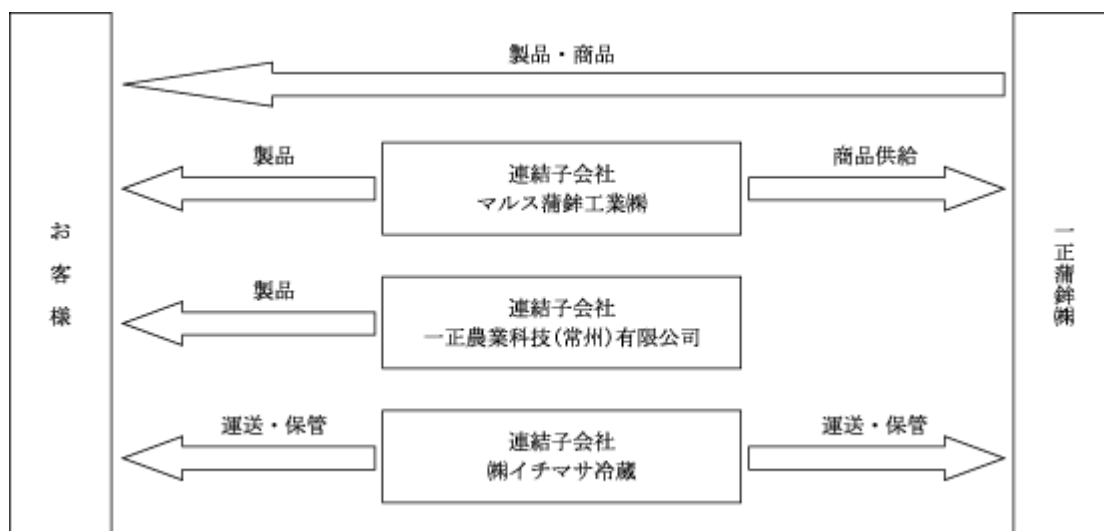 製品・商品
お客様
一正蒲鉾㈱
製品
連結子会社
マルス蒲鉾工業㈱
商品供給
製品
連結子会社
一正農業科技(常州)有限公司
運送・保管
連結子会社
㈱イチマサ冷蔵
運送・保管